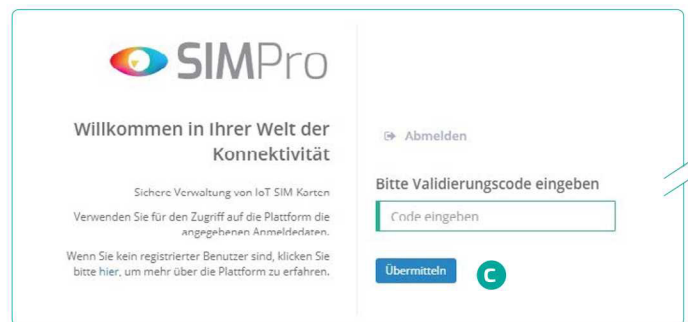 SIMPro
Willkommen in Ihrer Welt der
Konnektivität
Sichere Verwaltung von IoT SIM Karten
Verwenden Sie für den Zugriff auf die Plattform die
angegebenen Anmeldedaten.
Wenn Sie kein registrierter Benutzer sind, klicken Sie
bitte hier, um mehr über die Plattform zu erfahren.
Abmelden
Bitte Validierungscode eingeben
Code eingeben
Übermitteln
C